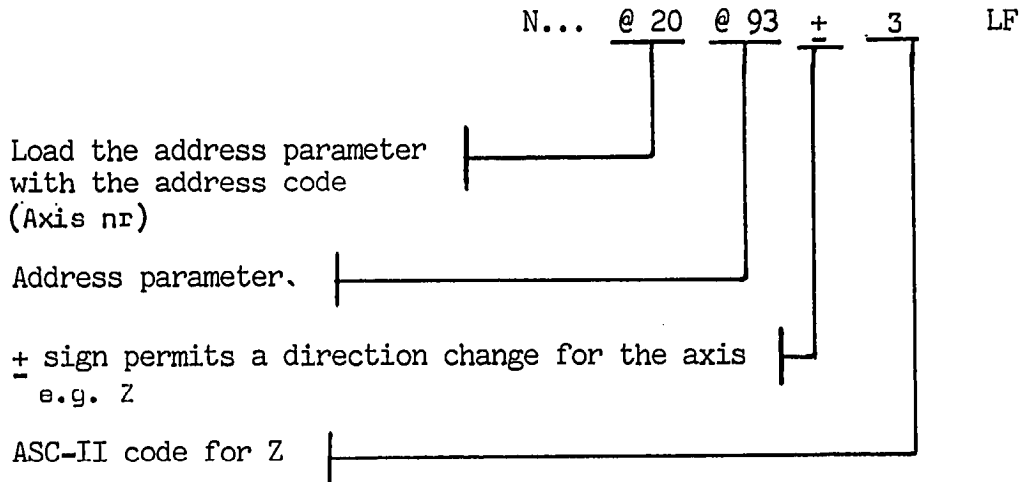 N... @ 20 @ 93 ± 3 LF
Load the address parameter
with the address code
(Axis nr)
Address parameter.
± sign permits a direction change for the axis
e.g. Z
ASC-II code for Z